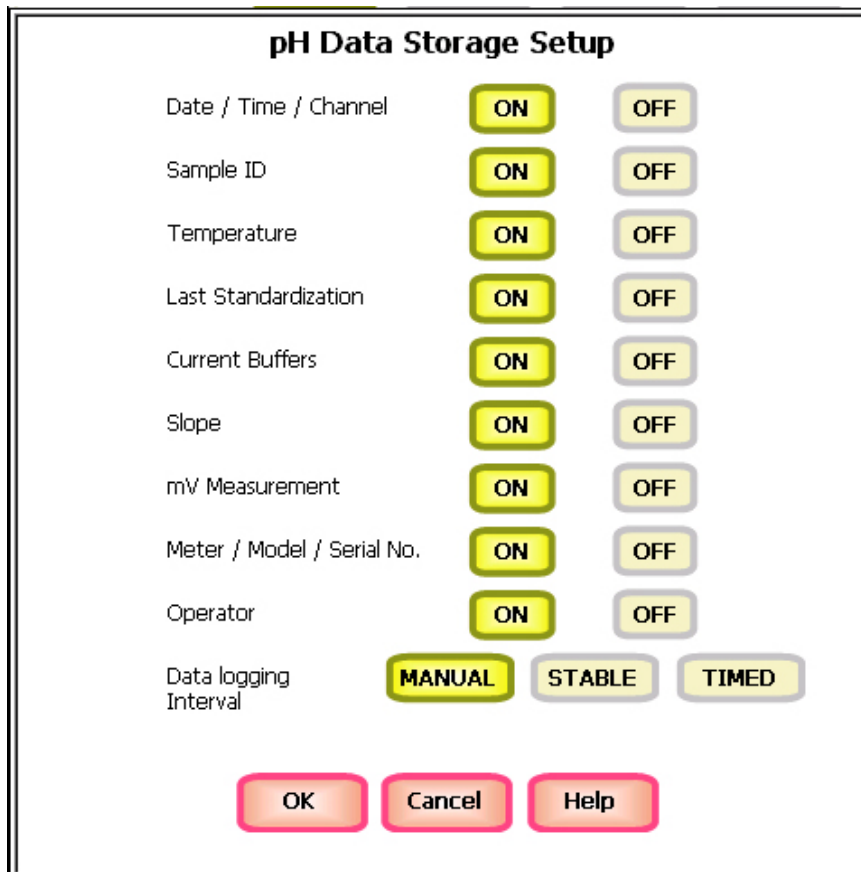 pH Data Storage Setup
Date / Time / Channel ON OFF
Sample ID ON OFF
Temperature ON OFF
Last Standardization ON OFF
Current Buffers ON OFF
Slope ON OFF
mV Measurement ON OFF
Meter / Model / Serial No. ON OFF
Operator ON OFF
Data logging MANUAL STABLE TIMED
Interval
OK Cancel Help